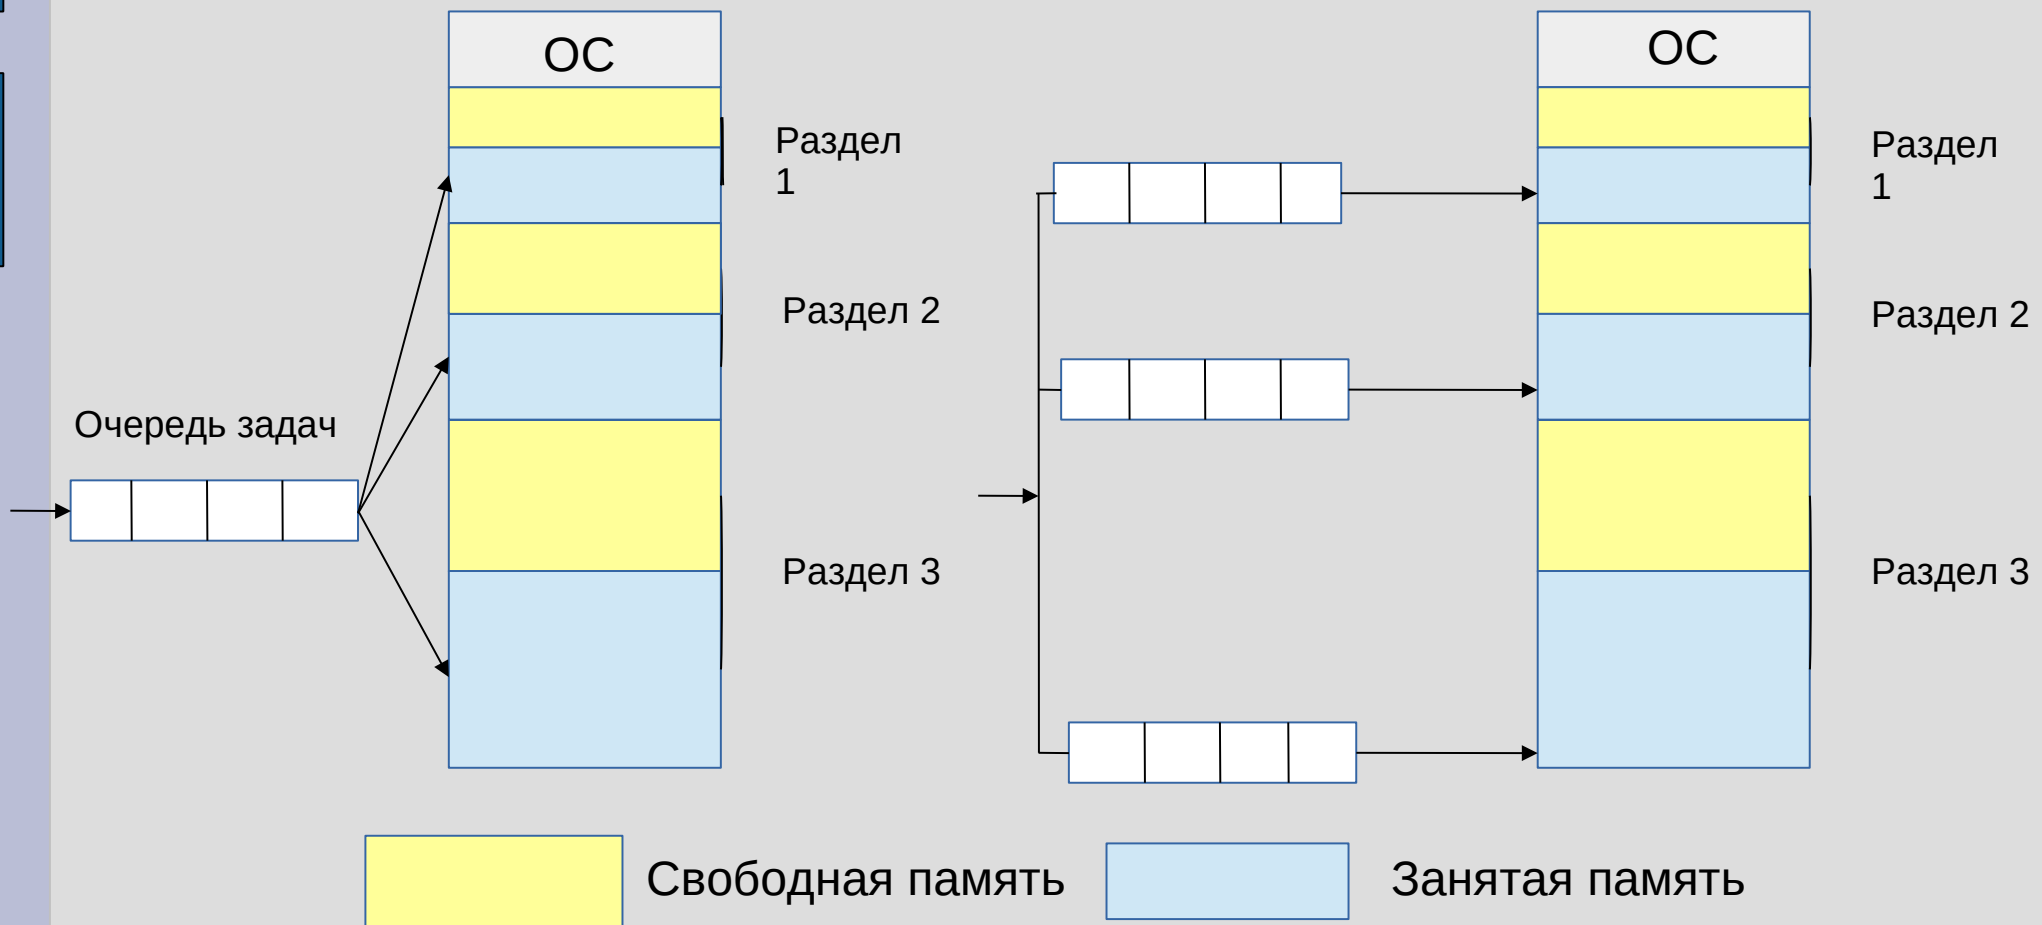 ОС
Раздел
1
Раздел 2
Очередь задач
Раздел 3
ОС
Раздел
1
Раздел 2
Раздел 3
Свободная память
Занятая память